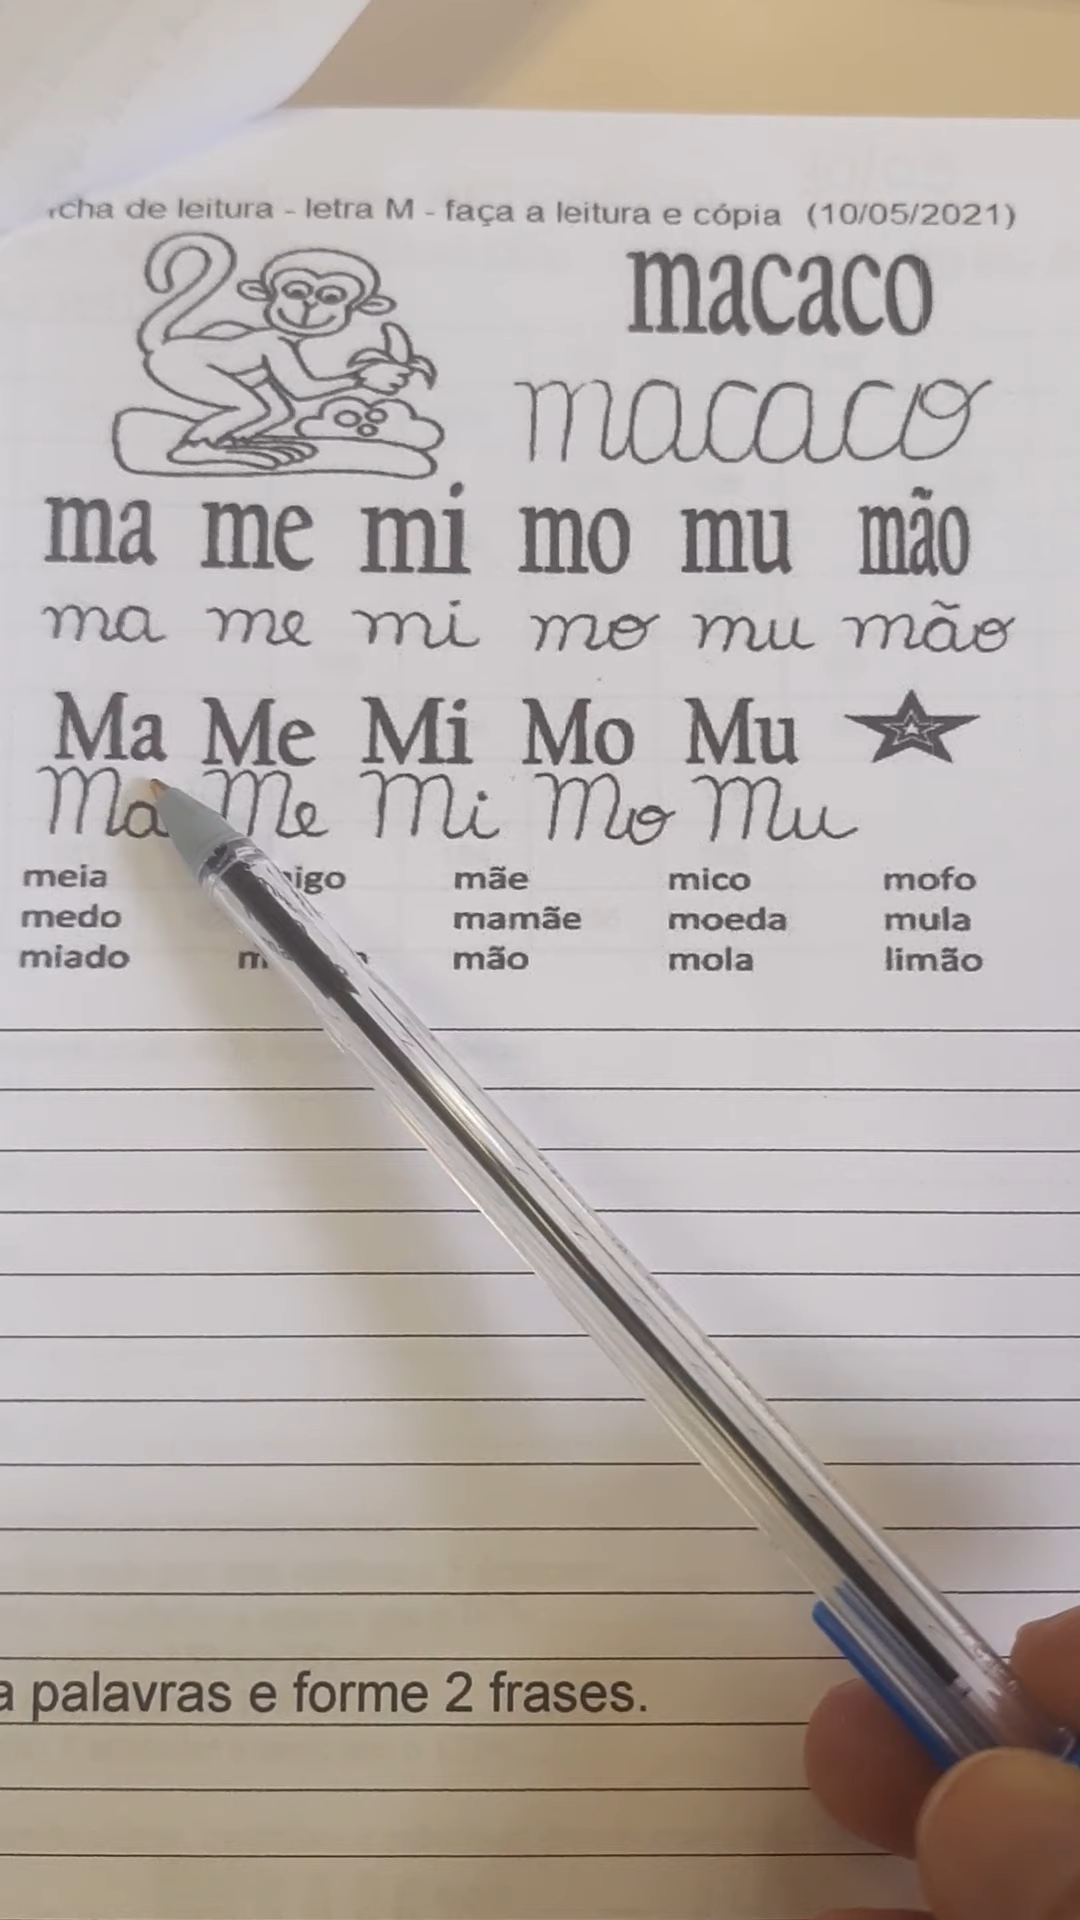 de leitura - letra M - faça a leitura e cópia (10/05/2021)
macaco
macaco
ma me mi mo mu mão
ma me mi mo mu mão
Ma Me Mi Mo Mu
Ma Me Mi Mo Mu
meia mãe mico mofo
medo mamãe moeda mula
miado mão mola limão
palavras e forme 2 frases.